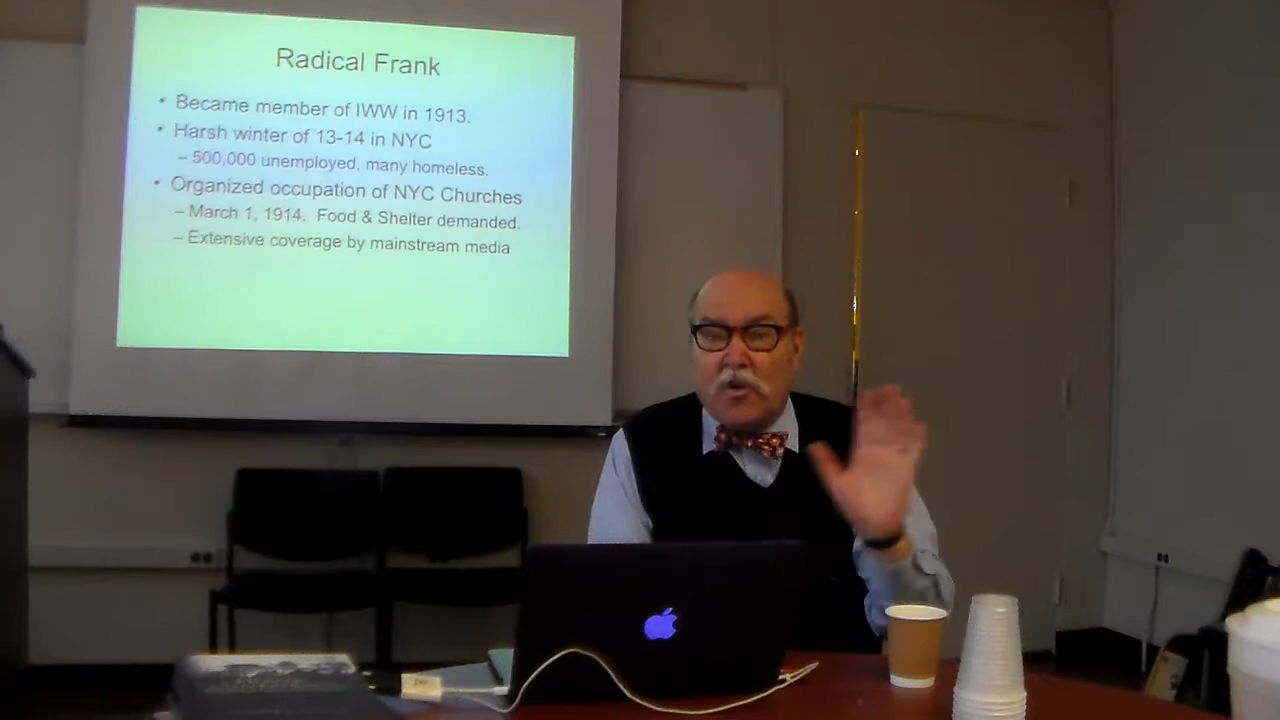 Radical Frank
• Became member of IWW in 1913.
• Harsh winter of 13-14 in NYC
– 500,000 unemployed, many homeless.
• Organized occupation of NYC Churches
– March 1, 1914. Food & Shelter demanded.
– Extensive coverage by mainstream media